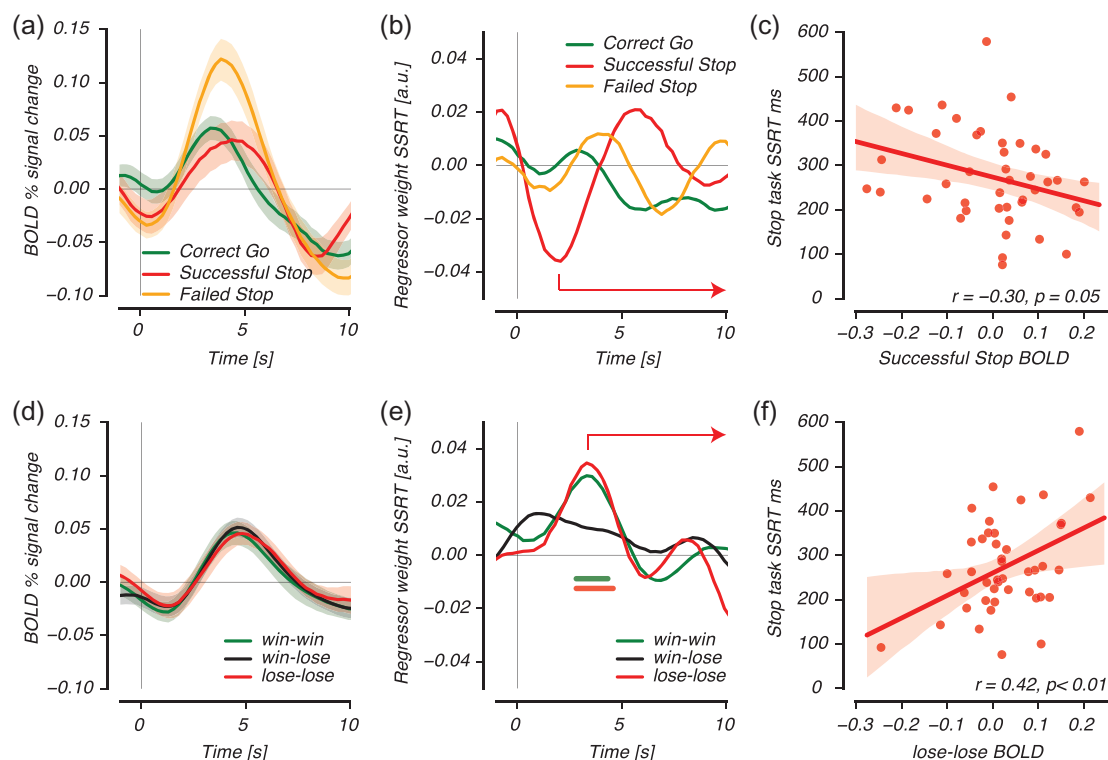 (a)
BOLD % signal change
0.15
0.10
0.05
0.00
−0.05
−0.10
Correct Go
Successful Stop
Failed Stop
0
5
10
Time [s]
(b)
Regressor weight SSRT [a.u.]
0.04
0.02
0.00
−0.02
−0.04
Correct Go
Successful Stop
Failed Stop
0
5
10
Time [s]
(c)
Stop task SSRT ms
600
500
400
300
200
100
0
r = −0.30, p = 0.05
−0.3
−0.2
−0.1
0.0
0.1
0.2
Successful Stop BOLD
(d)
BOLD % signal change
0.15
0.10
0.05
0.00
−0.05
−0.10
win-win
win-lose
lose-lose
0
5
10
Time [s]
(e)
Regressor weight SSRT [a.u.]
0.04
0.02
0.00
−0.02
−0.04
win-win
win-lose
lose-lose
0
5
10
Time [s]
(f)
Stop task SSRT ms
600
500
400
300
200
100
0
r = 0.42, p< 0.01
−0.3
−0.2
−0.1
0.0
0.1
0.2
lose-lose BOLD